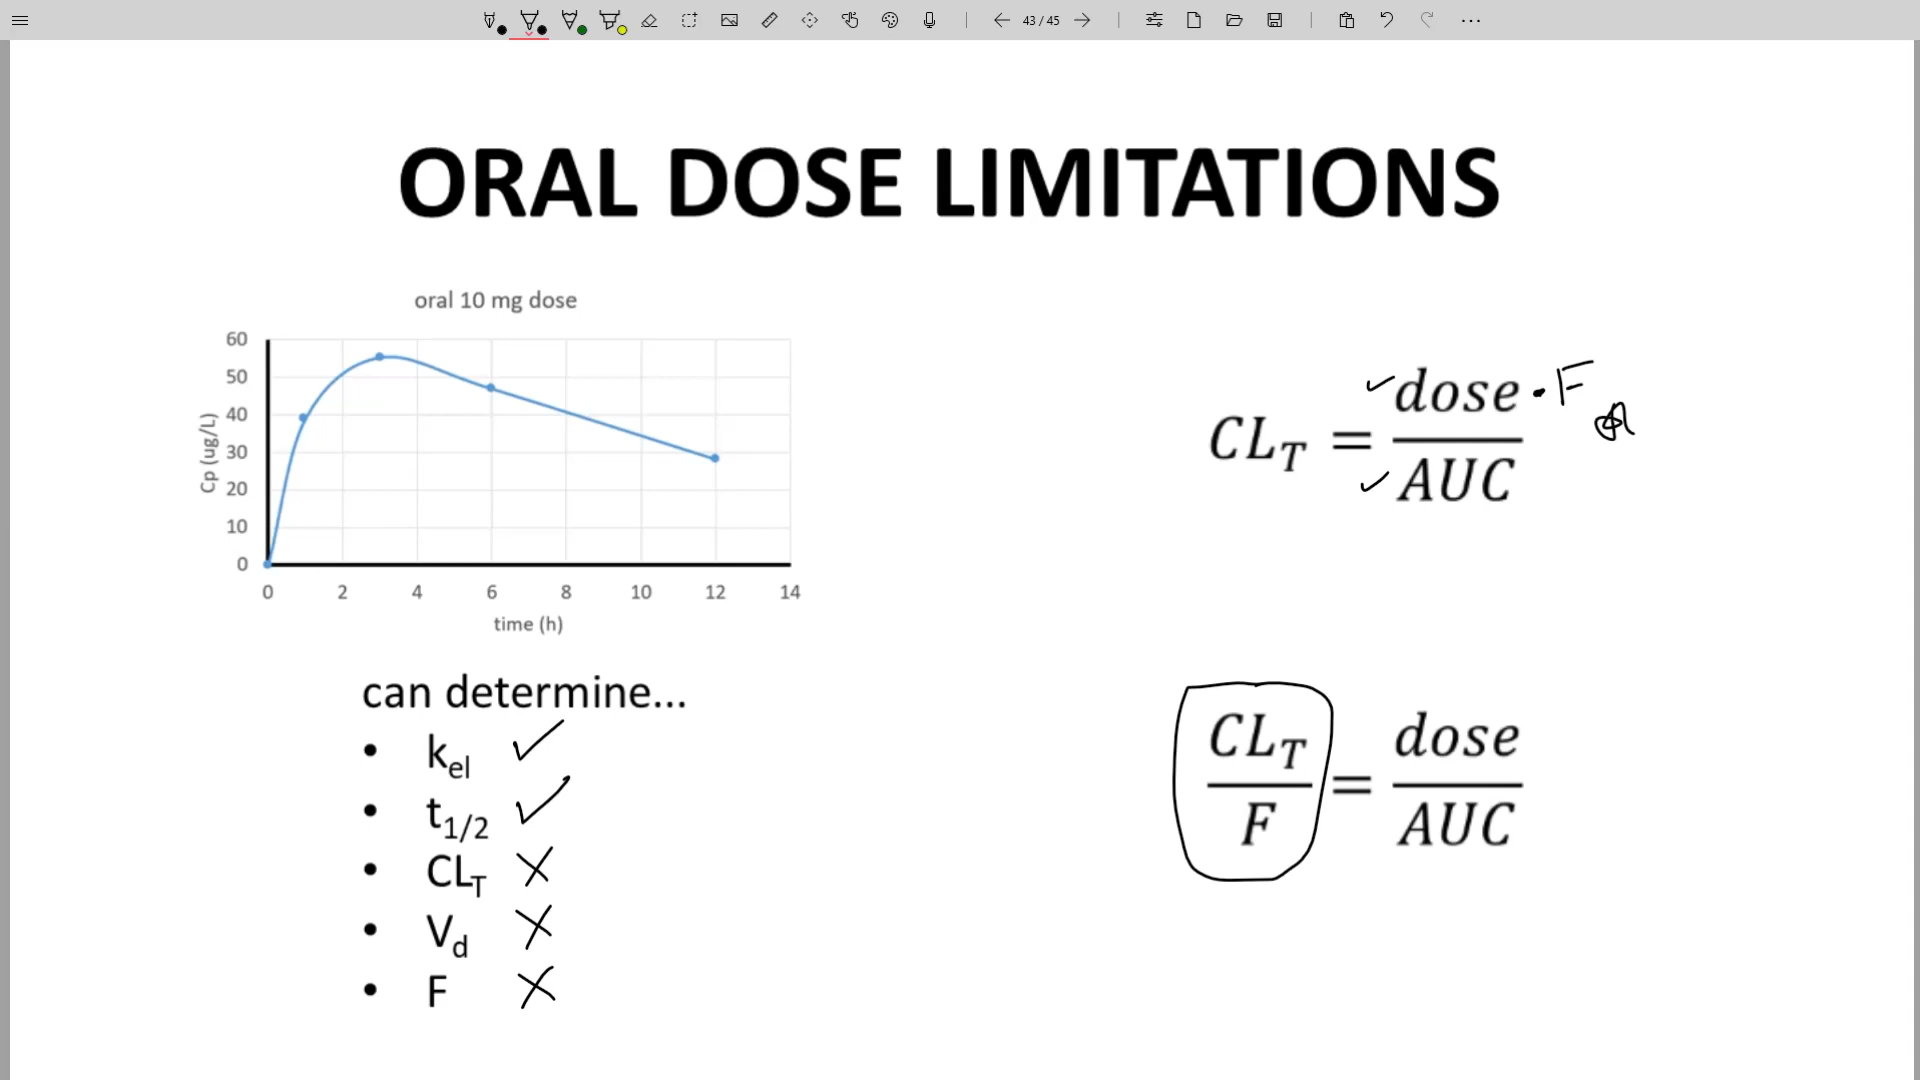 43 / 45
ORAL DOSE LIMITATIONS
oral 10 mg dose
60
50
40
30
20
10
0
Cp (ug/L)
0 2 4 6 8 10 12 14
time (h)
can determine...
• kel
• t1/2
• CLT
• Vd
• F
CLT = dose / AUC · F
CLT / F = dose / AUC